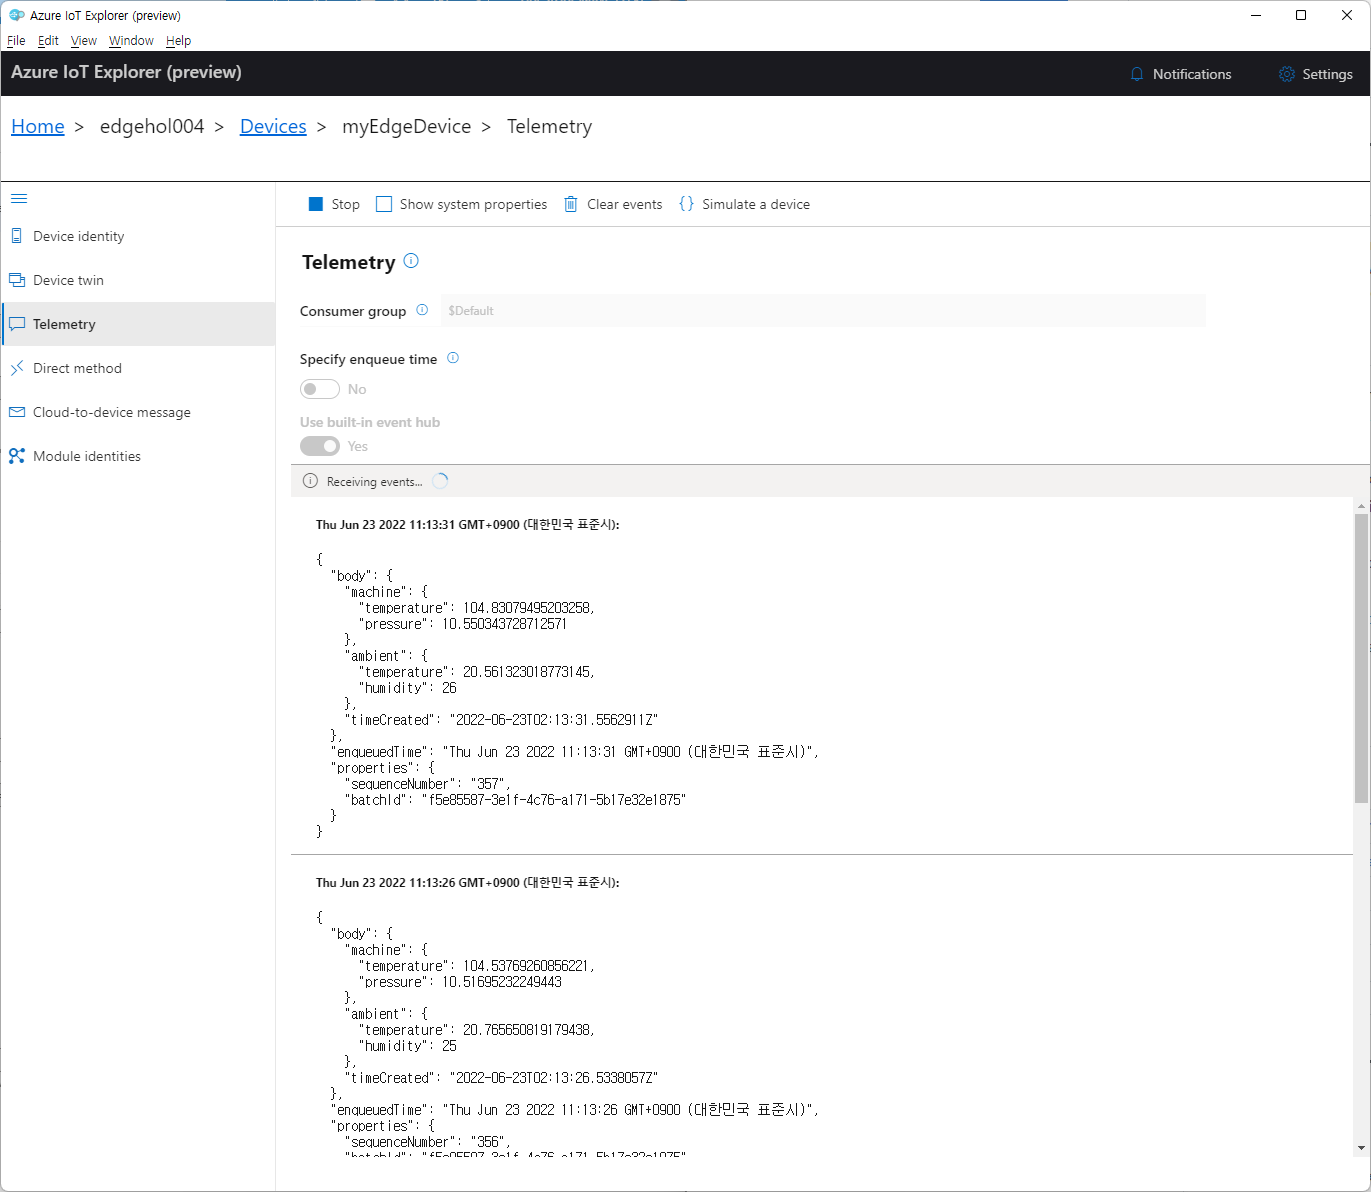 Azure IoT Explorer (preview)
File Edit View Window Help
Azure IoT Explorer (preview)
Notifications Settings
Home > edgehol004 > Devices > myEdgeDevice > Telemetry
Stop Show system properties Clear events Simulate a device
Device identity
Device twin
Telemetry
Direct method
Cloud-to-device message
Module identities
Telemetry
Consumer group $Default
Specify enqueue time
No
Use built-in event hub
Yes
Receiving events...
Thu Jun 23 2022 11:13:31 GMT+0900 (대한민국 표준시):
{
"body": {
"machine": {
"temperature": 104.83079495203258,
"pressure": 10.550343728712571
},
"ambient": {
"temperature": 20.561323018773145,
"humidity": 26
},
"timeCreated": "2022-06-23T02:13:31.5562911Z"
},
"enqueuedTime": "Thu Jun 23 2022 11:13:31 GMT+0900 (대한민국 표준시)",
"properties": {
"sequenceNumber": "357",
"batchId": "f5e85587-3e1f-4c76-a171-5b17e32e1875"
}
}
Thu Jun 23 2022 11:13:26 GMT+0900 (대한민국 표준시):
{
"body": {
"machine": {
"temperature": 104.53769260856221,
"pressure": 10.51695232249443
},
"ambient": {
"temperature": 20.765650819179438,
"humidity": 25
},
"timeCreated": "2022-06-23T02:13:26.5338057Z"
},
"enqueuedTime": "Thu Jun 23 2022 11:13:26 GMT+0900 (대한민국 표준시)",
"properties": {
"sequenceNumber": "356",
"batchId": "f5e85587-3e1f-4c76-a171-5b17e32e1875"